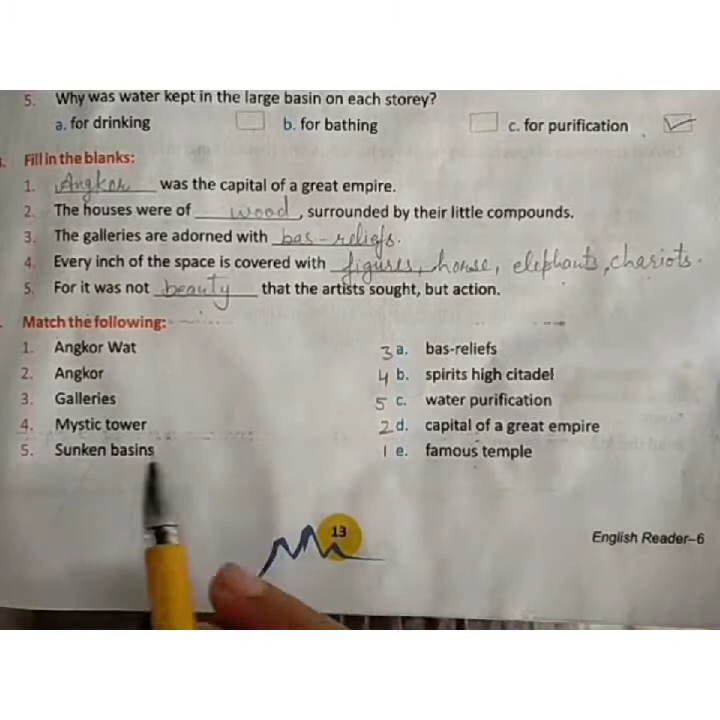 5. Why was water kept in the large basin on each storey?
a. for drinking b. for bathing c. for purification
Fill in the blanks:
1. Angkor was the capital of a great empire.
2. The houses were of wood, surrounded by their little compounds.
3. The galleries are adorned with bas-reliefs.
4. Every inch of the space is covered with figures, horse, elephants, chariots.
5. For it was not beauty that the artists sought, but action.
Match the following:
1. Angkor Wat 3 a. bas-reliefs
2. Angkor 4 b. spirits high citadel
3. Galleries 5 c. water purification
4. Mystic tower 2 d. capital of a great empire
5. Sunken basins 1 e. famous temple
13
English Reader–6